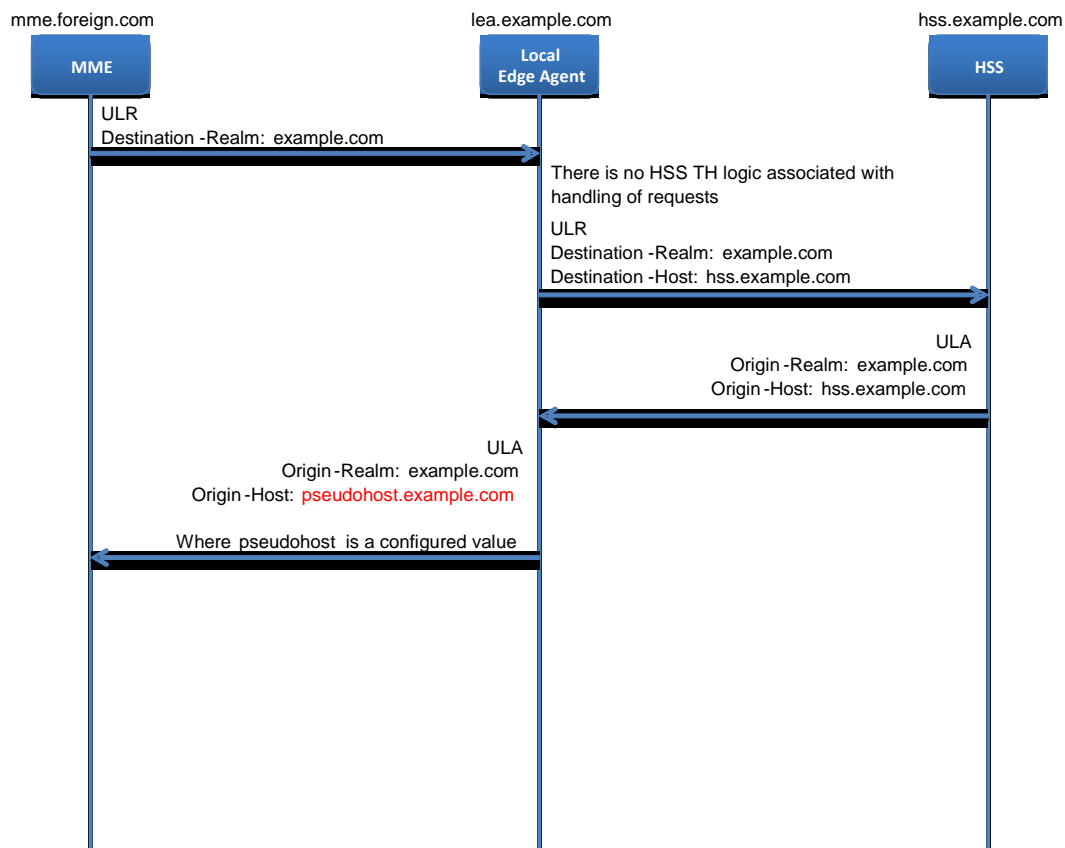 mme.foreign.com
lea.example.com
hss.example.com
MME
Local
Edge Agent
HSS
ULR
Destination -Realm: example.com
There is no HSS TH logic associated with
handling of requests
ULR
Destination -Realm: example.com
Destination -Host: hss.example.com
ULA
Origin -Realm: example.com
Origin -Host: hss.example.com
ULA
Origin -Realm: example.com
Origin -Host: pseudohost.example.com
Where pseudohost is a configured value